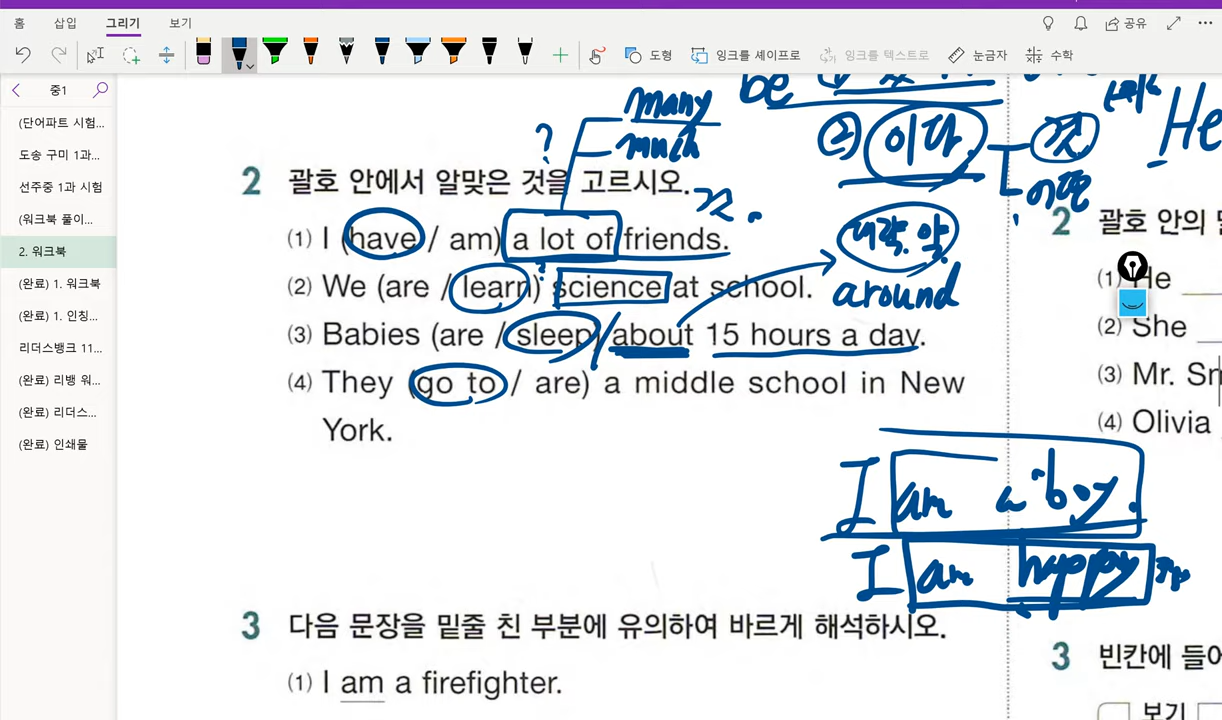 홈 삽입 그리기 보기
공유
도형 잉크를 셰이프로 잉크를 텍스트로 눈금자 수학
중1
(단어파트 시험...
도송 구미 1과...
선주중 1과 시험
(워크북 풀이...
2. 워크북
(완료) 1. 워크북
(완료) 1. 인칭...
리더스뱅크 11...
(완료) 리뱅 워...
(완료) 리더스...
(완료) 인쇄물
many
much
?
be
② 이다
것
He
2 괄호 안에서 알맞은 것을 고르시오.
(1) I (have / am) a lot of friends.
(2) We (are / learn) science at school.
(3) Babies (are / sleep) about 15 hours a day.
(4) They (go to / are) a middle school in New
York.
대략. 약
around
I am a boy.
I am happy
3 다음 문장을 밑줄 친 부분에 유의하여 바르게 해석하시오.
(1) I am a firefighter.
2 괄호 안의
(1) He
(2) She
(3) Mr.
(4) Olivia
3 빈칸에
보기